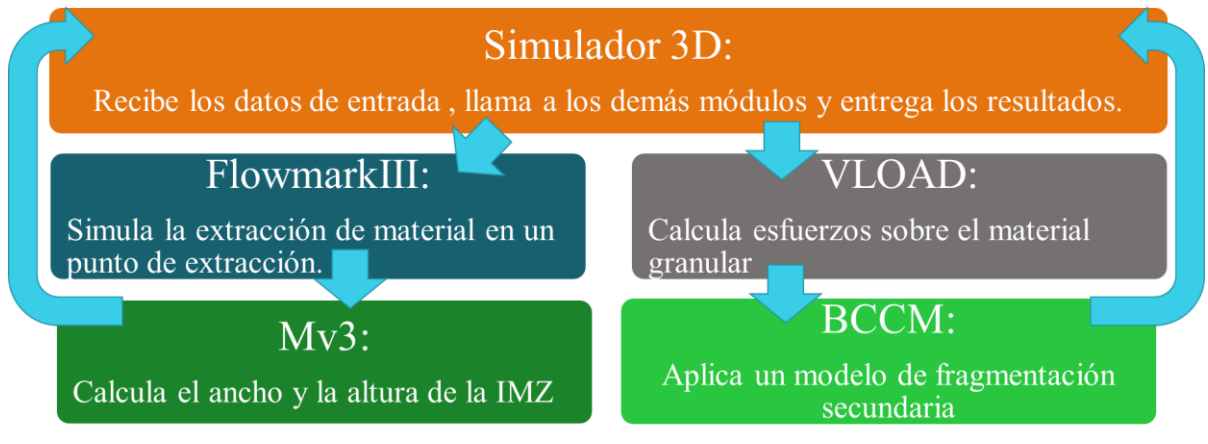 Simulador 3D:
Recibe los datos de entrada , llama a los demás módulos y entrega los resultados.
FlowmarkIII:
Simula la extracción de material en un
punto de extracción.
VLOAD:
Calcula esfuerzos sobre el material
granular
Mv3:
Calcula el ancho y la altura de la IMZ
BCCM:
Aplica un modelo de fragmentación
secundaria